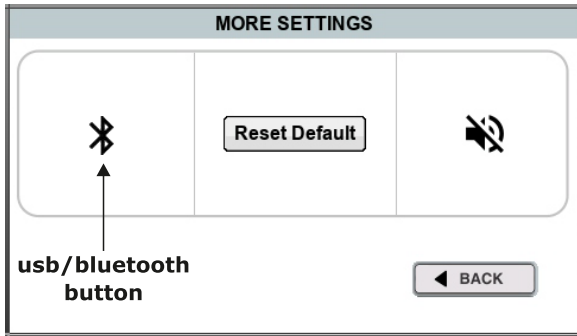 MORE SETTINGS
Reset Default
usb/bluetooth
button
BACK